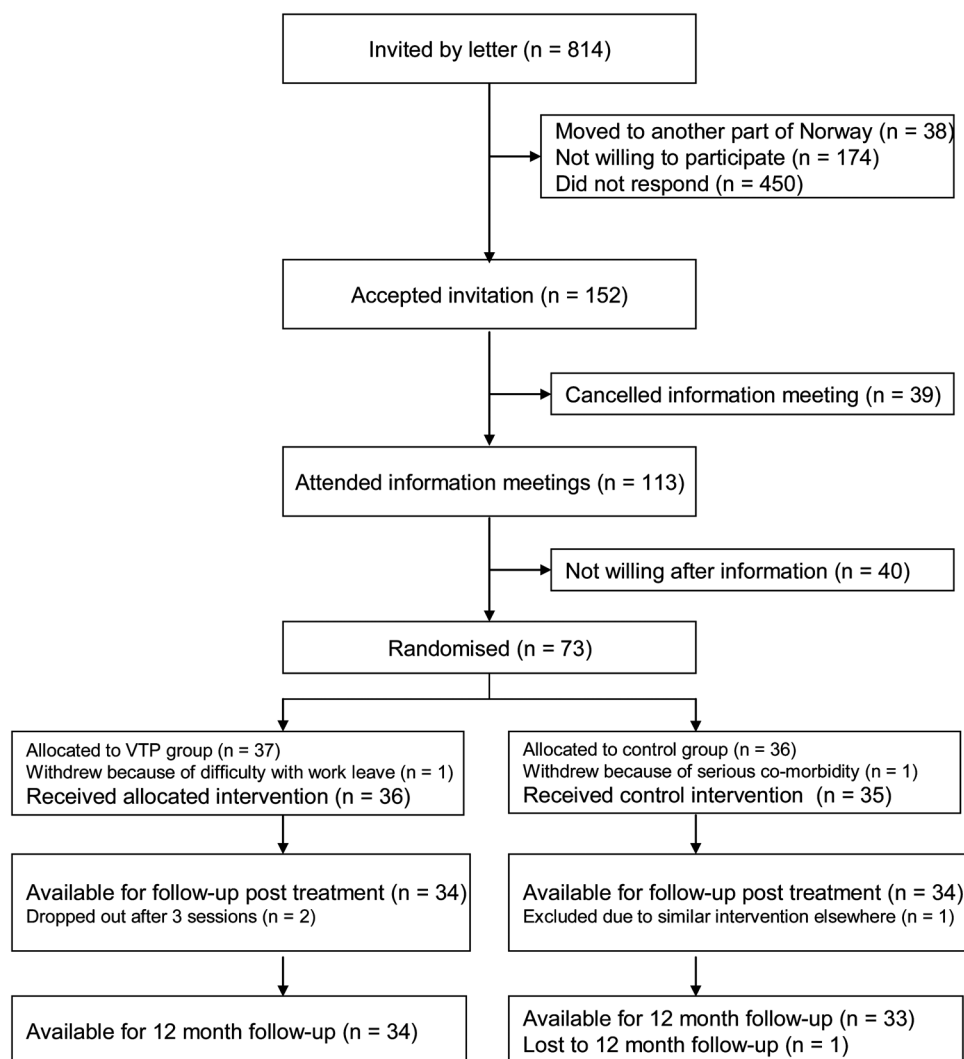 Invited by letter (n = 814)
Moved to another part of Norway (n = 38)
Not willing to participate (n = 174)
Did not respond (n = 450)
Accepted invitation (n = 152)
Cancelled information meeting (n = 39)
Attended information meetings (n = 113)
Not willing after information (n = 40)
Randomised (n = 73)
Allocated to VTP group (n = 37)
Withdrew because of difficulty with work leave (n = 1)
Received allocated intervention (n = 36)
Allocated to control group (n = 36)
Withdrew because of serious co-morbidity (n = 1)
Received control intervention (n = 35)
Available for follow-up post treatment (n = 34)
Dropped out after 3 sessions (n = 2)
Available for follow-up post treatment (n = 34)
Excluded due to similar intervention elsewhere (n = 1)
Available for 12 month follow-up (n = 34)
Available for 12 month follow-up (n = 33)
Lost to 12 month follow-up (n = 1)